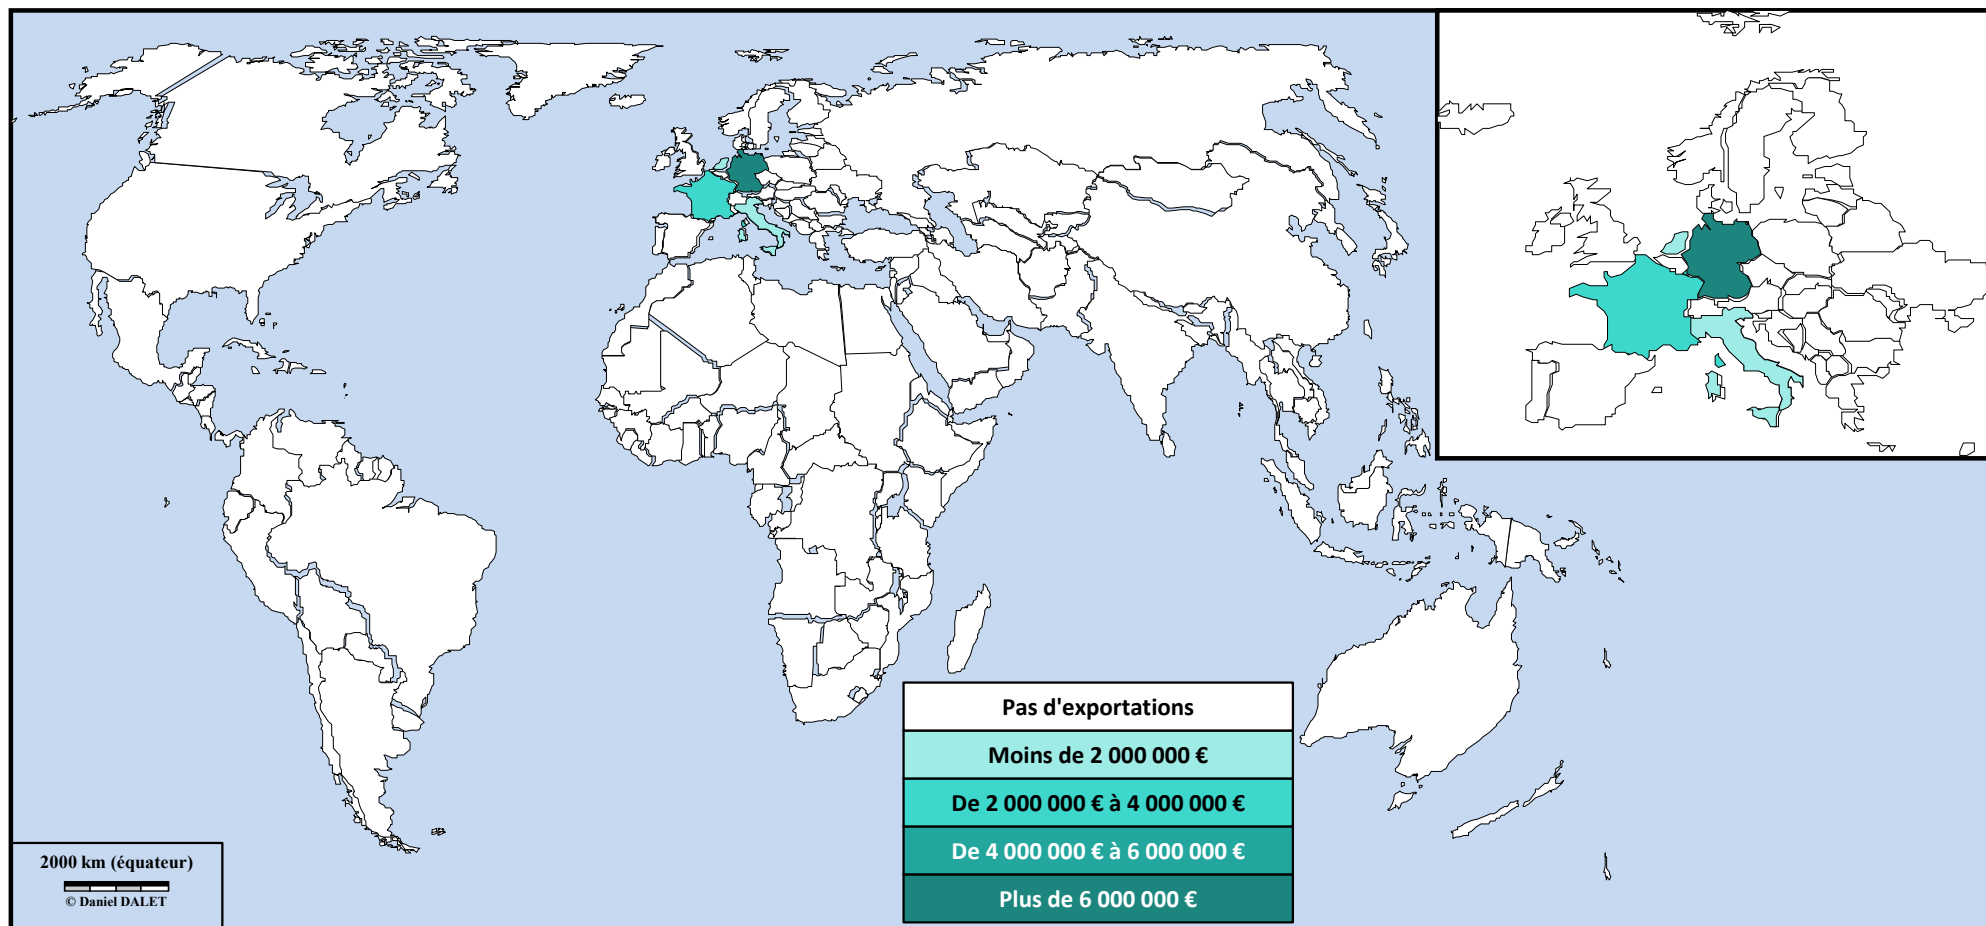 Pas d'exportations
Moins de 2 000 000 €
De 2 000 000 € à 4 000 000 €
De 4 000 000 € à 6 000 000 €
Plus de 6 000 000 €
2000 km (équateur)
© Daniel DALET